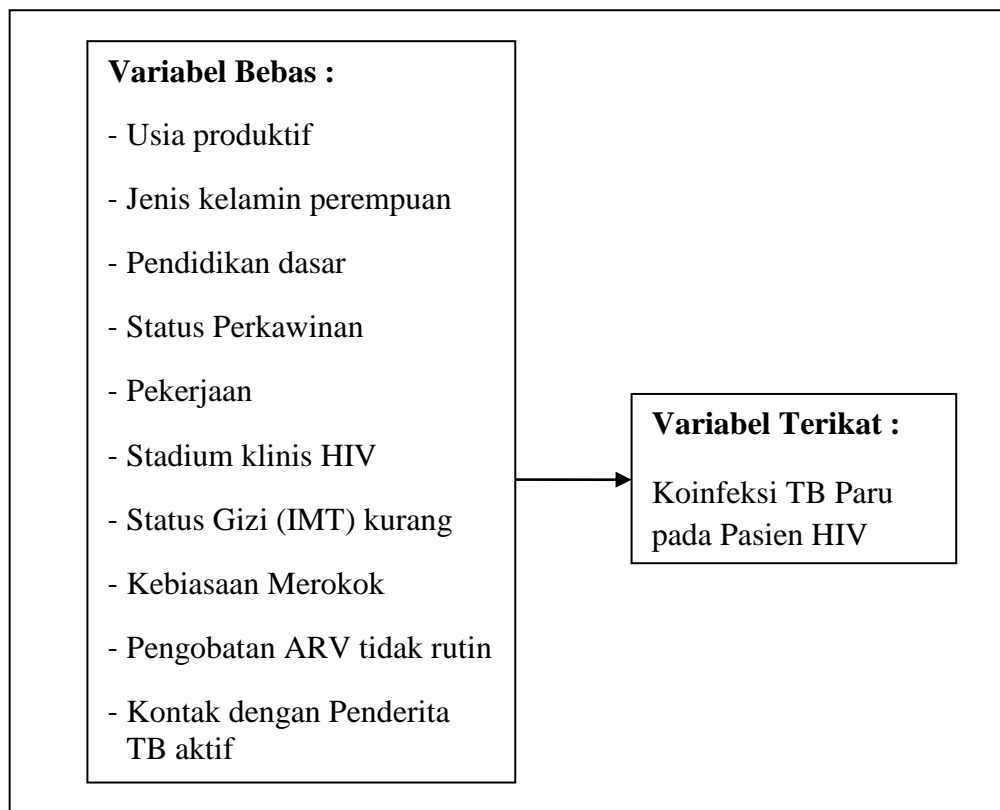 Variabel Bebas :
- Usia produktif
- Jenis kelamin perempuan
- Pendidikan dasar
- Status Perkawinan
- Pekerjaan
- Stadium klinis HIV
- Status Gizi (IMT) kurang
- Kebiasaan Merokok
- Pengobatan ARV tidak rutin
- Kontak dengan Penderita
TB aktif
Variabel Terikat :
Koinfeksi TB Paru
pada Pasien HIV